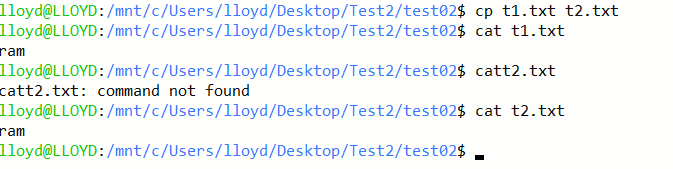 lloyd@LLOYD:/mnt/c/Users/lloyd/Desktop/Test2/test02$ cp t1.txt t2.txt
lloyd@LLOYD:/mnt/c/Users/lloyd/Desktop/Test2/test02$ cat t1.txt
ram
lloyd@LLOYD:/mnt/c/Users/lloyd/Desktop/Test2/test02$ catt2.txt
catt2.txt: command not found
lloyd@LLOYD:/mnt/c/Users/lloyd/Desktop/Test2/test02$ cat t2.txt
ram
lloyd@LLOYD:/mnt/c/Users/lloyd/Desktop/Test2/test02$